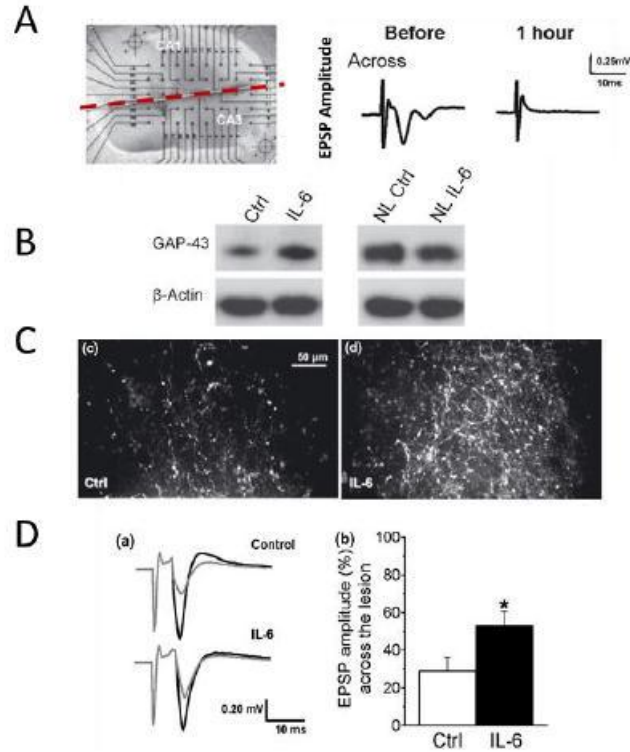 A
CA1
CA3
Before
1 hour
Across
EPSP Amplitude
0.25mV
10ms
B
Ctrl
IL-6
NL Ctrl
NL IL-6
GAP-43
β-Actin
C
(c)
50 µm
Ctrl
(d)
IL-6
D
(a)
Control
IL-6
0.20 mV
10 ms
(b)
EPSP amplitude (%)
across the lesion
100
80
60
40
20
0
*
Ctrl
IL-6